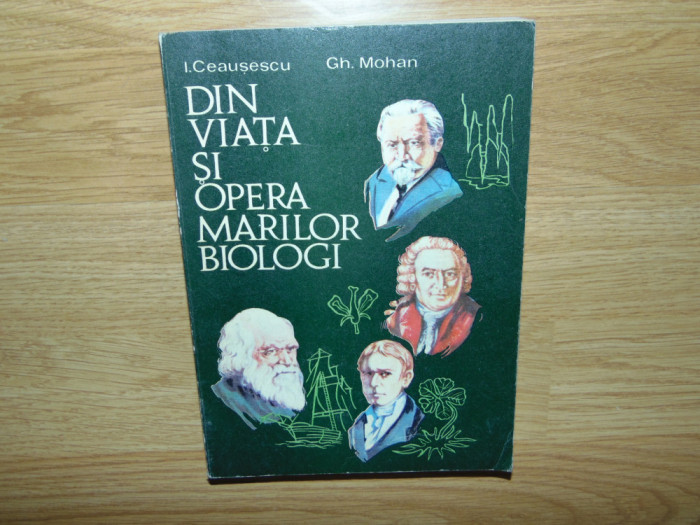 I.Ceaușescu Gh. Mohan
DIN
VIAȚA
ȘI
OPERA
MARILOR
BIOLOGI